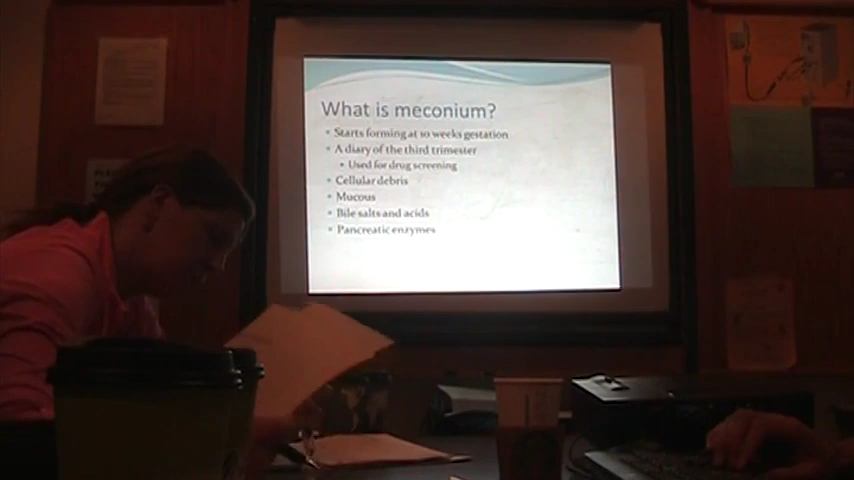 What is meconium?
Starts forming at 10 weeks gestation
A diary of the third trimester
Used for drug screening
Cellular debris
Mucous
Bile salts and acids
Pancreatic enzymes